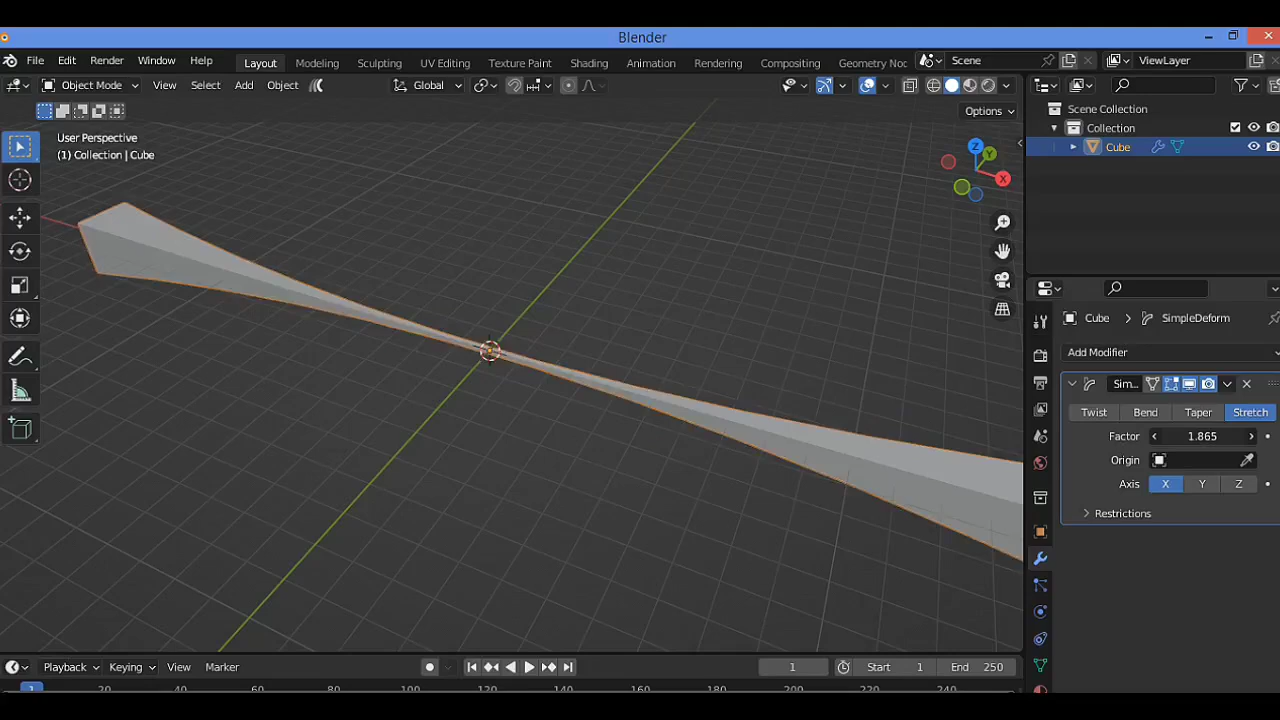 Blender
File Edit Render Window Help Layout Modeling Sculpting UV Editing Texture Paint Shading Animation Rendering Compositing Geometry Noc Scene ViewLayer
Object Mode View Select Add Object Global
Options
User Perspective
(1) Collection | Cube
Z
Y
X
Scene Collection
Collection
Cube
Cube SimpleDeform
Add Modifier
Sim...
Twist Bend Taper Stretch
Factor 1.865
Origin
Axis X Y Z
Restrictions
Playback Keying View Marker 1 Start 1 End 250
1 20 40 60 80 100 120 140 160 180 200 220 240